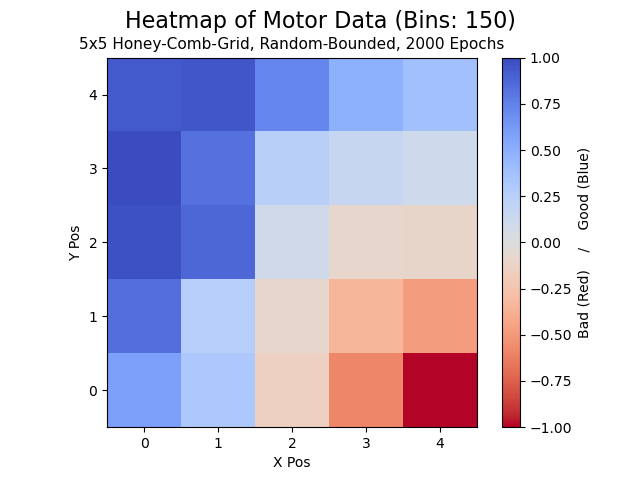 Heatmap of Motor Data (Bins: 150)
5x5 Honey-Comb-Grid, Random-Bounded, 2000 Epochs
4
3
2
1
0
Y Pos
0 1 2 3 4
X Pos
1.00
0.75
0.50
0.25
0.00
−0.25
−0.50
−0.75
−1.00
Bad (Red) / Good (Blue)